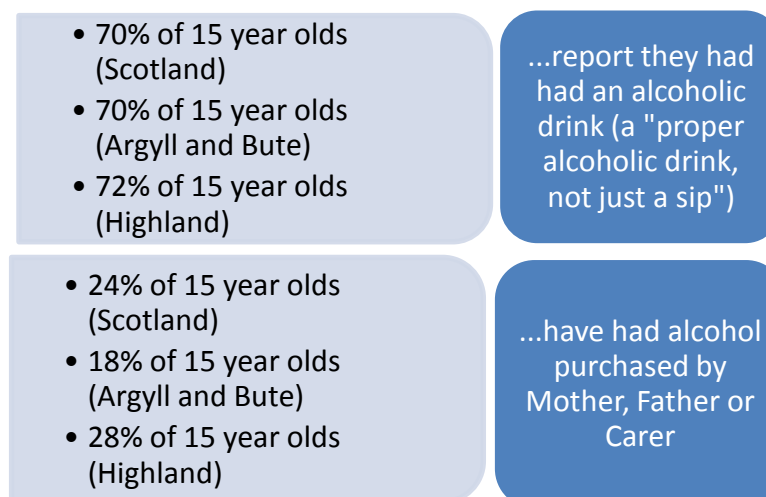 • 70% of 15 year olds
(Scotland)
• 70% of 15 year olds
(Argyll and Bute)
• 72% of 15 year olds
(Highland)
...report they had
had an alcoholic
drink (a "proper
alcoholic drink,
not just a sip")
• 24% of 15 year olds
(Scotland)
• 18% of 15 year olds
(Argyll and Bute)
• 28% of 15 year olds
(Highland)
...have had alcohol
purchased by
Mother, Father or
Carer